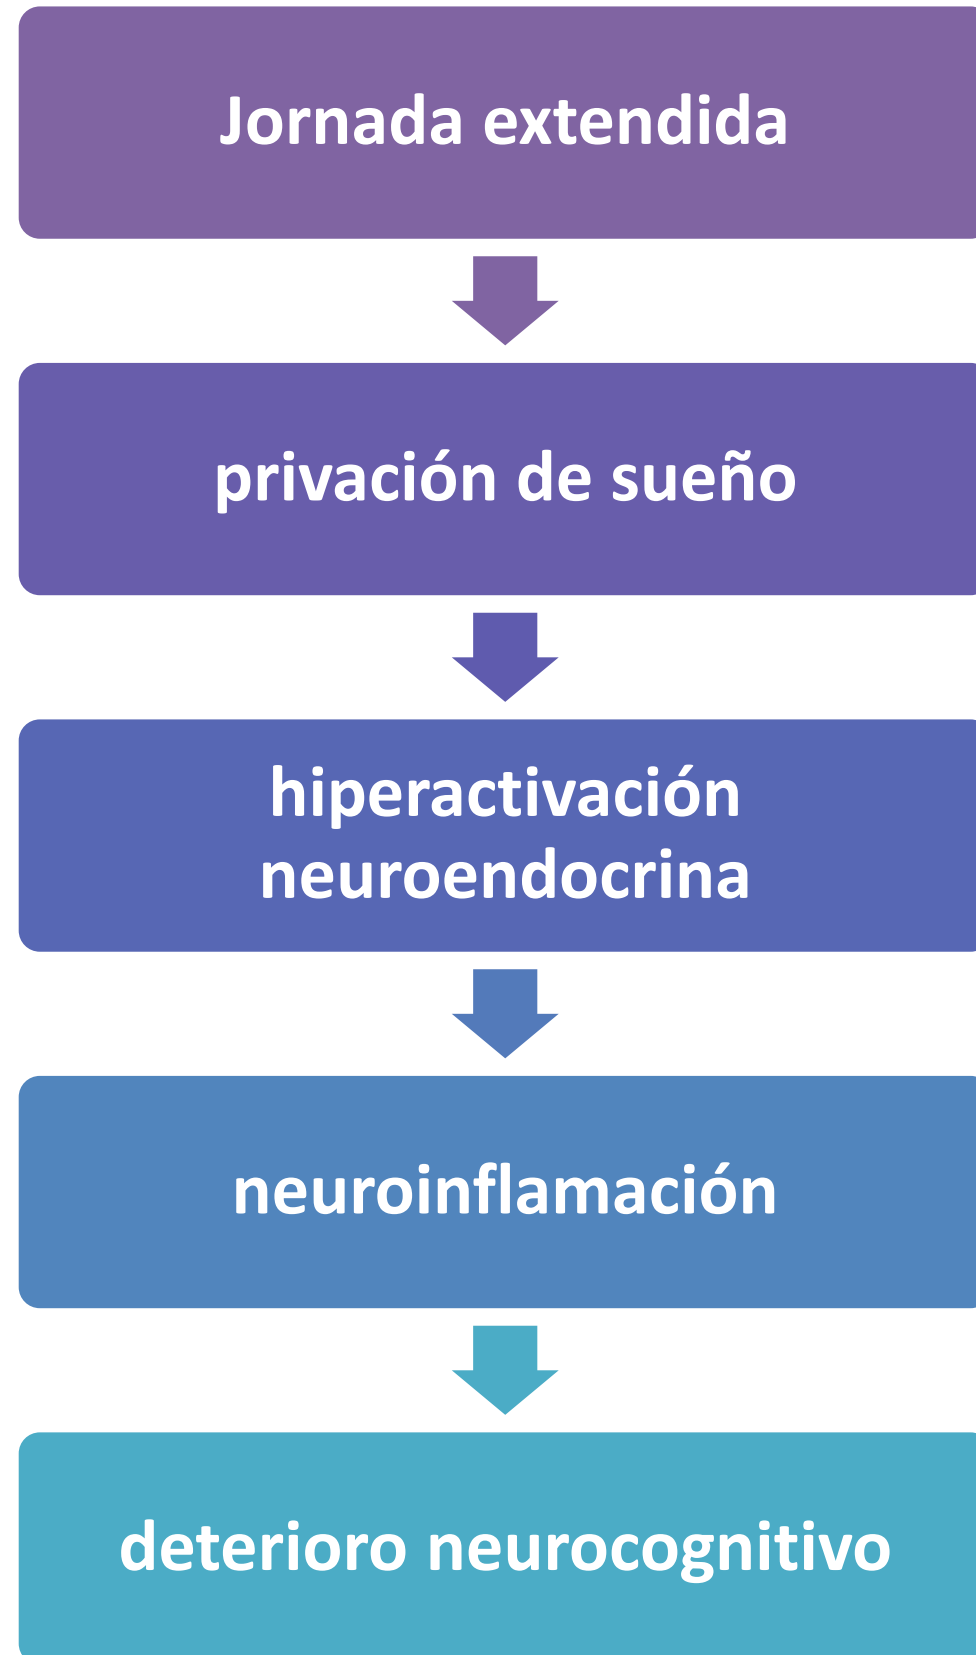 Jornada extendida
privación de sueño
hiperactivación
neuroendocrina
neuroinflamación
deterioro neurocognitivo